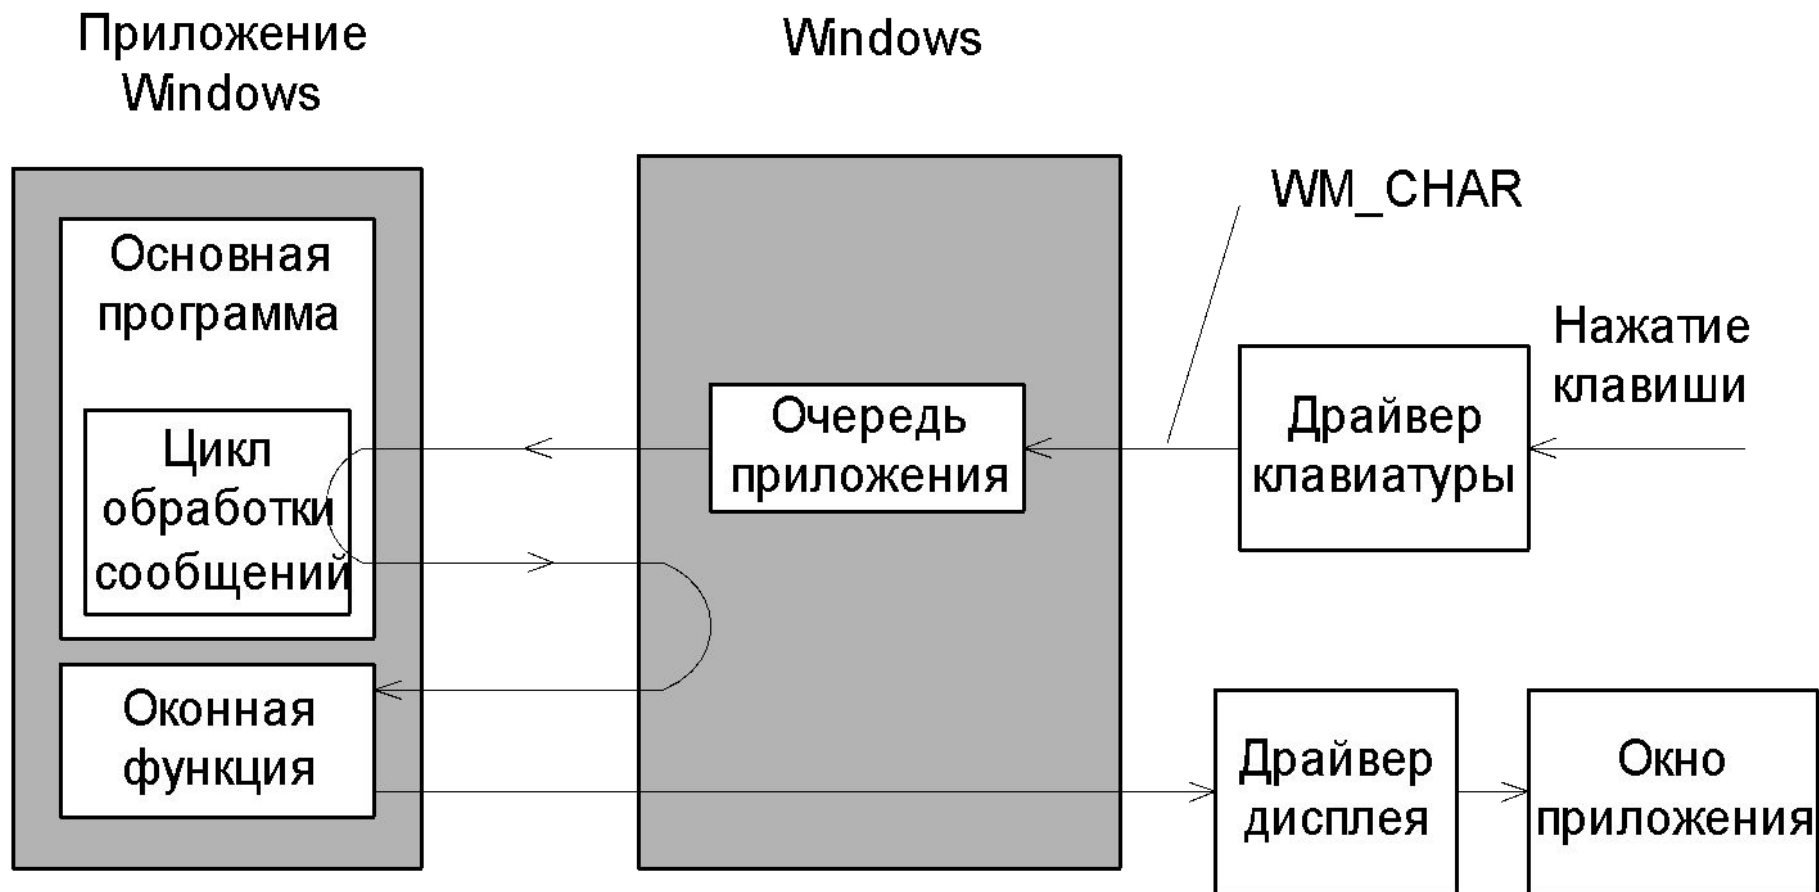 Приложение
Windows
Windows
WM_CHAR
Основная
программа
Нажатие
клавиши
Цикл
обработки
сообщений
Очередь
приложения
Драйвер
клавиатуры
Оконная
функция
Драйвер
дисплея
Окно
приложения